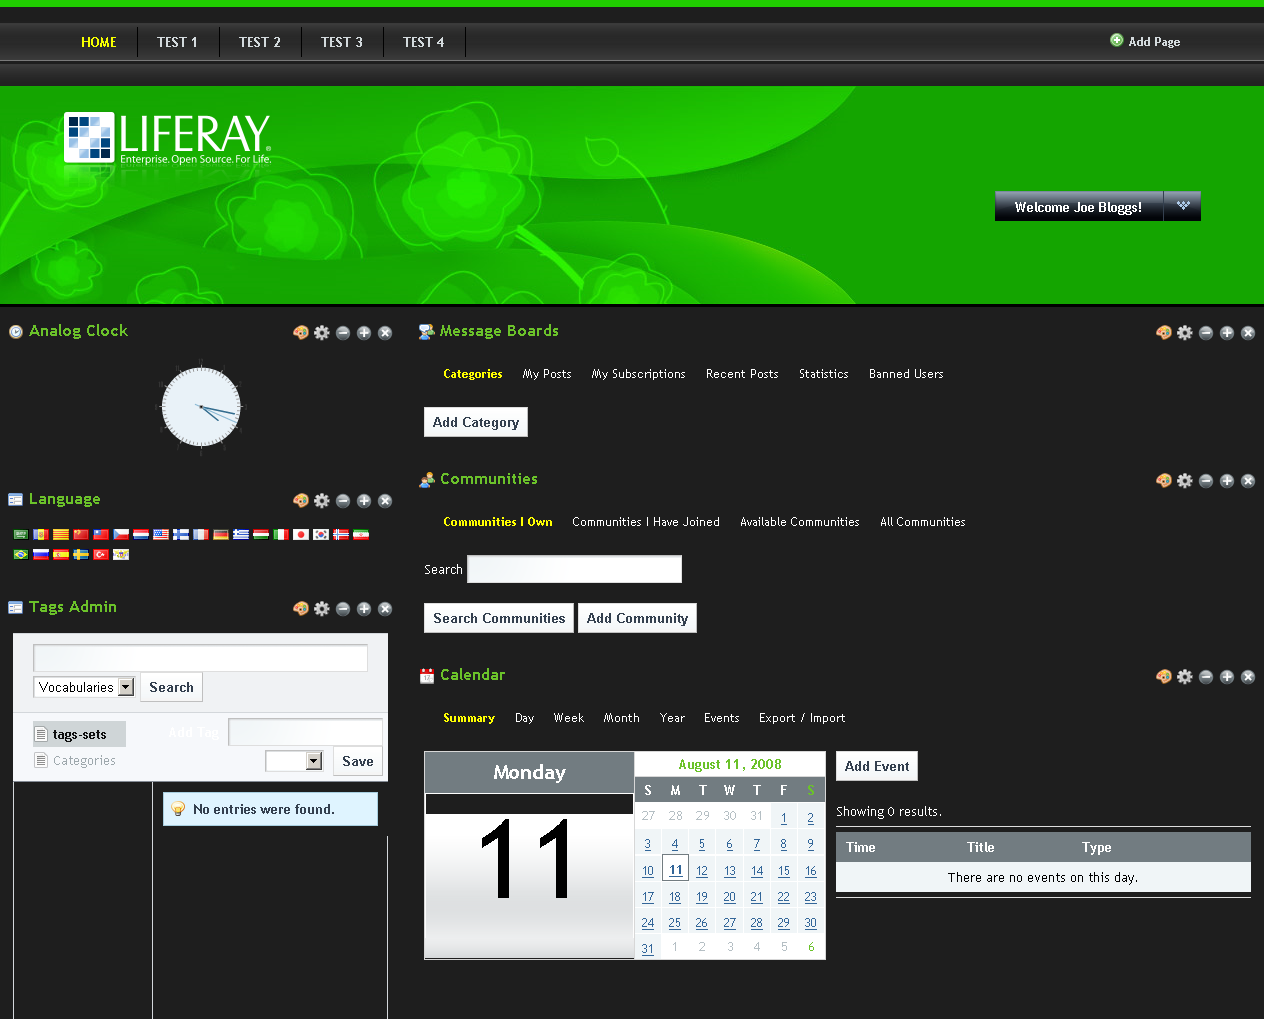 HOME TEST 1 TEST 2 TEST 3 TEST 4 Add Page
LIFERAY.
Enterprise. Open Source. For Life.
Welcome Joe Bloggs!
Analog Clock
Language
Tags Admin
Vocabularies Search
tags-sets Add Tag
Categories Save
No entries were found.
Message Boards
Categories My Posts My Subscriptions Recent Posts Statistics Banned Users
Add Category
Communities
Communities I Own Communities I Have Joined Available Communities All Communities
Search
Search Communities Add Community
Calendar
Summary Day Week Month Year Events Export / Import
Monday
11
August 11, 2008
S M T W T F S
27 28 29 30 31 1 2
3 4 5 6 7 8 9
10 11 12 13 14 15 16
17 18 19 20 21 22 23
24 25 26 27 28 29 30
31 1 2 3 4 5 6
Add Event
Showing 0 results.
Time Title Type
There are no events on this day.